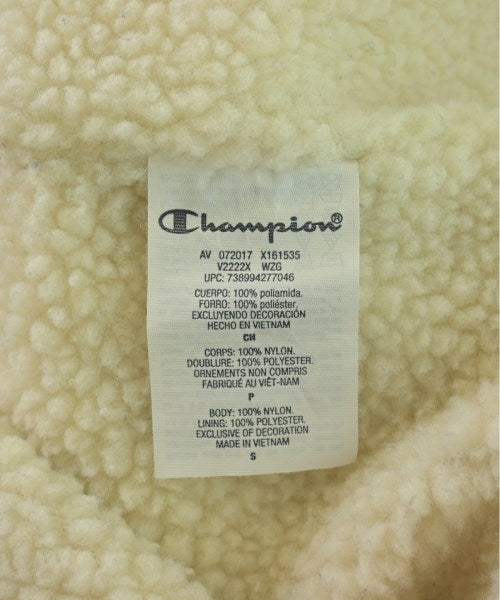 Champion®
AV 072017 X161535
V2222X WZG
UPC: 738994277046
CUERPO: 100% poliamida.
FORRO: 100% poliéster.
EXCLUYENDO DECORACIÓN
HECHO EN VIETNAM
CH
CORPS: 100% NYLON.
DOUBLURE: 100% POLYESTER.
ORNEMENTS NON COMPRIS
FABRIQUÉ AU VIÊT-NAM
P
BODY: 100% NYLON.
LINING: 100% POLYESTER.
EXCLUSIVE OF DECORATION
MADE IN VIETNAM
S